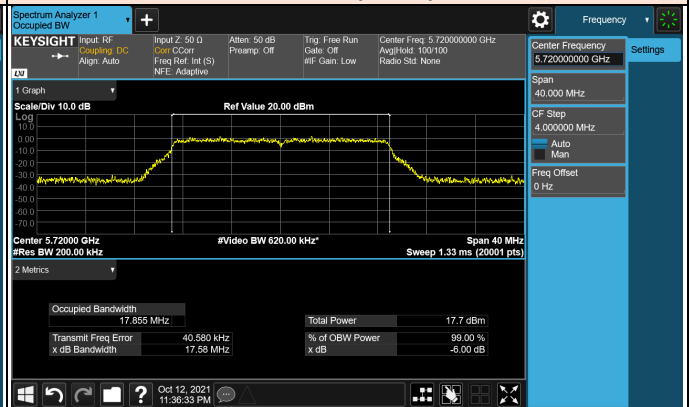 Spectrum Analyzer 1
Occupied BW
Frequency
KEYSIGHT
Input: RF
Coupling: DC
Align: Auto
Input Z: 50 Ω
Corr CCorr
Freq Ref: Int (S)
NFE: Adaptive
Atten: 50 dB
Preamp: Off
Trig: Free Run
Gate: Off
#IF Gain: Low
Center Freq: 5.720000000 GHz
Avg|Hold: 100/100
Radio Std: None
LXI
Center Frequency
5.720000000 GHz
Settings
Span
40.000 MHz
CF Step
4.000000 MHz
Auto
Man
Freq Offset
0 Hz
1 Graph
Scale/Div 10.0 dB
Ref Value 20.00 dBm
Log
10.0
0.00
-10.0
-20.0
-30.0
-40.0
-50.0
-60.0
-70.0
Center 5.72000 GHz
#Video BW 620.00 kHz*
Span 40 MHz
#Res BW 200.00 kHz
Sweep 1.33 ms (20001 pts)
2 Metrics
Occupied Bandwidth
17.855 MHz
Total Power 17.7 dBm
Transmit Freq Error 40.580 kHz
% of OBW Power 99.00 %
x dB Bandwidth 17.58 MHz
x dB -6.00 dB
Oct 12, 2021
11:36:33 PM